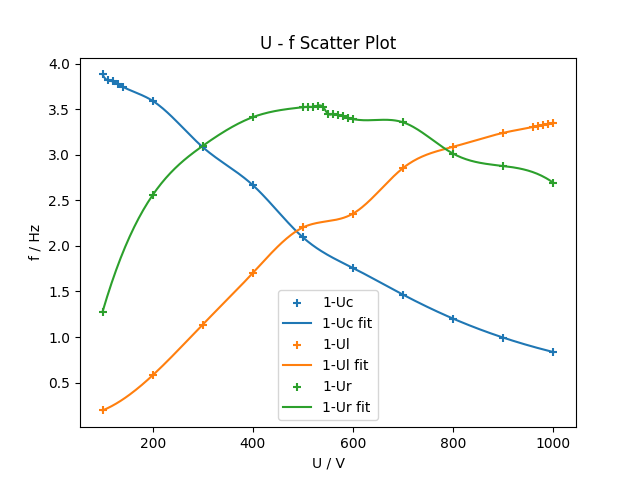 U - f Scatter Plot
4.0
3.5
3.0
2.5
2.0
1.5
1.0
0.5
f / Hz
1-Uc
1-Uc fit
1-Ul
1-Ul fit
1-Ur
1-Ur fit
200 400 600 800 1000
U / V